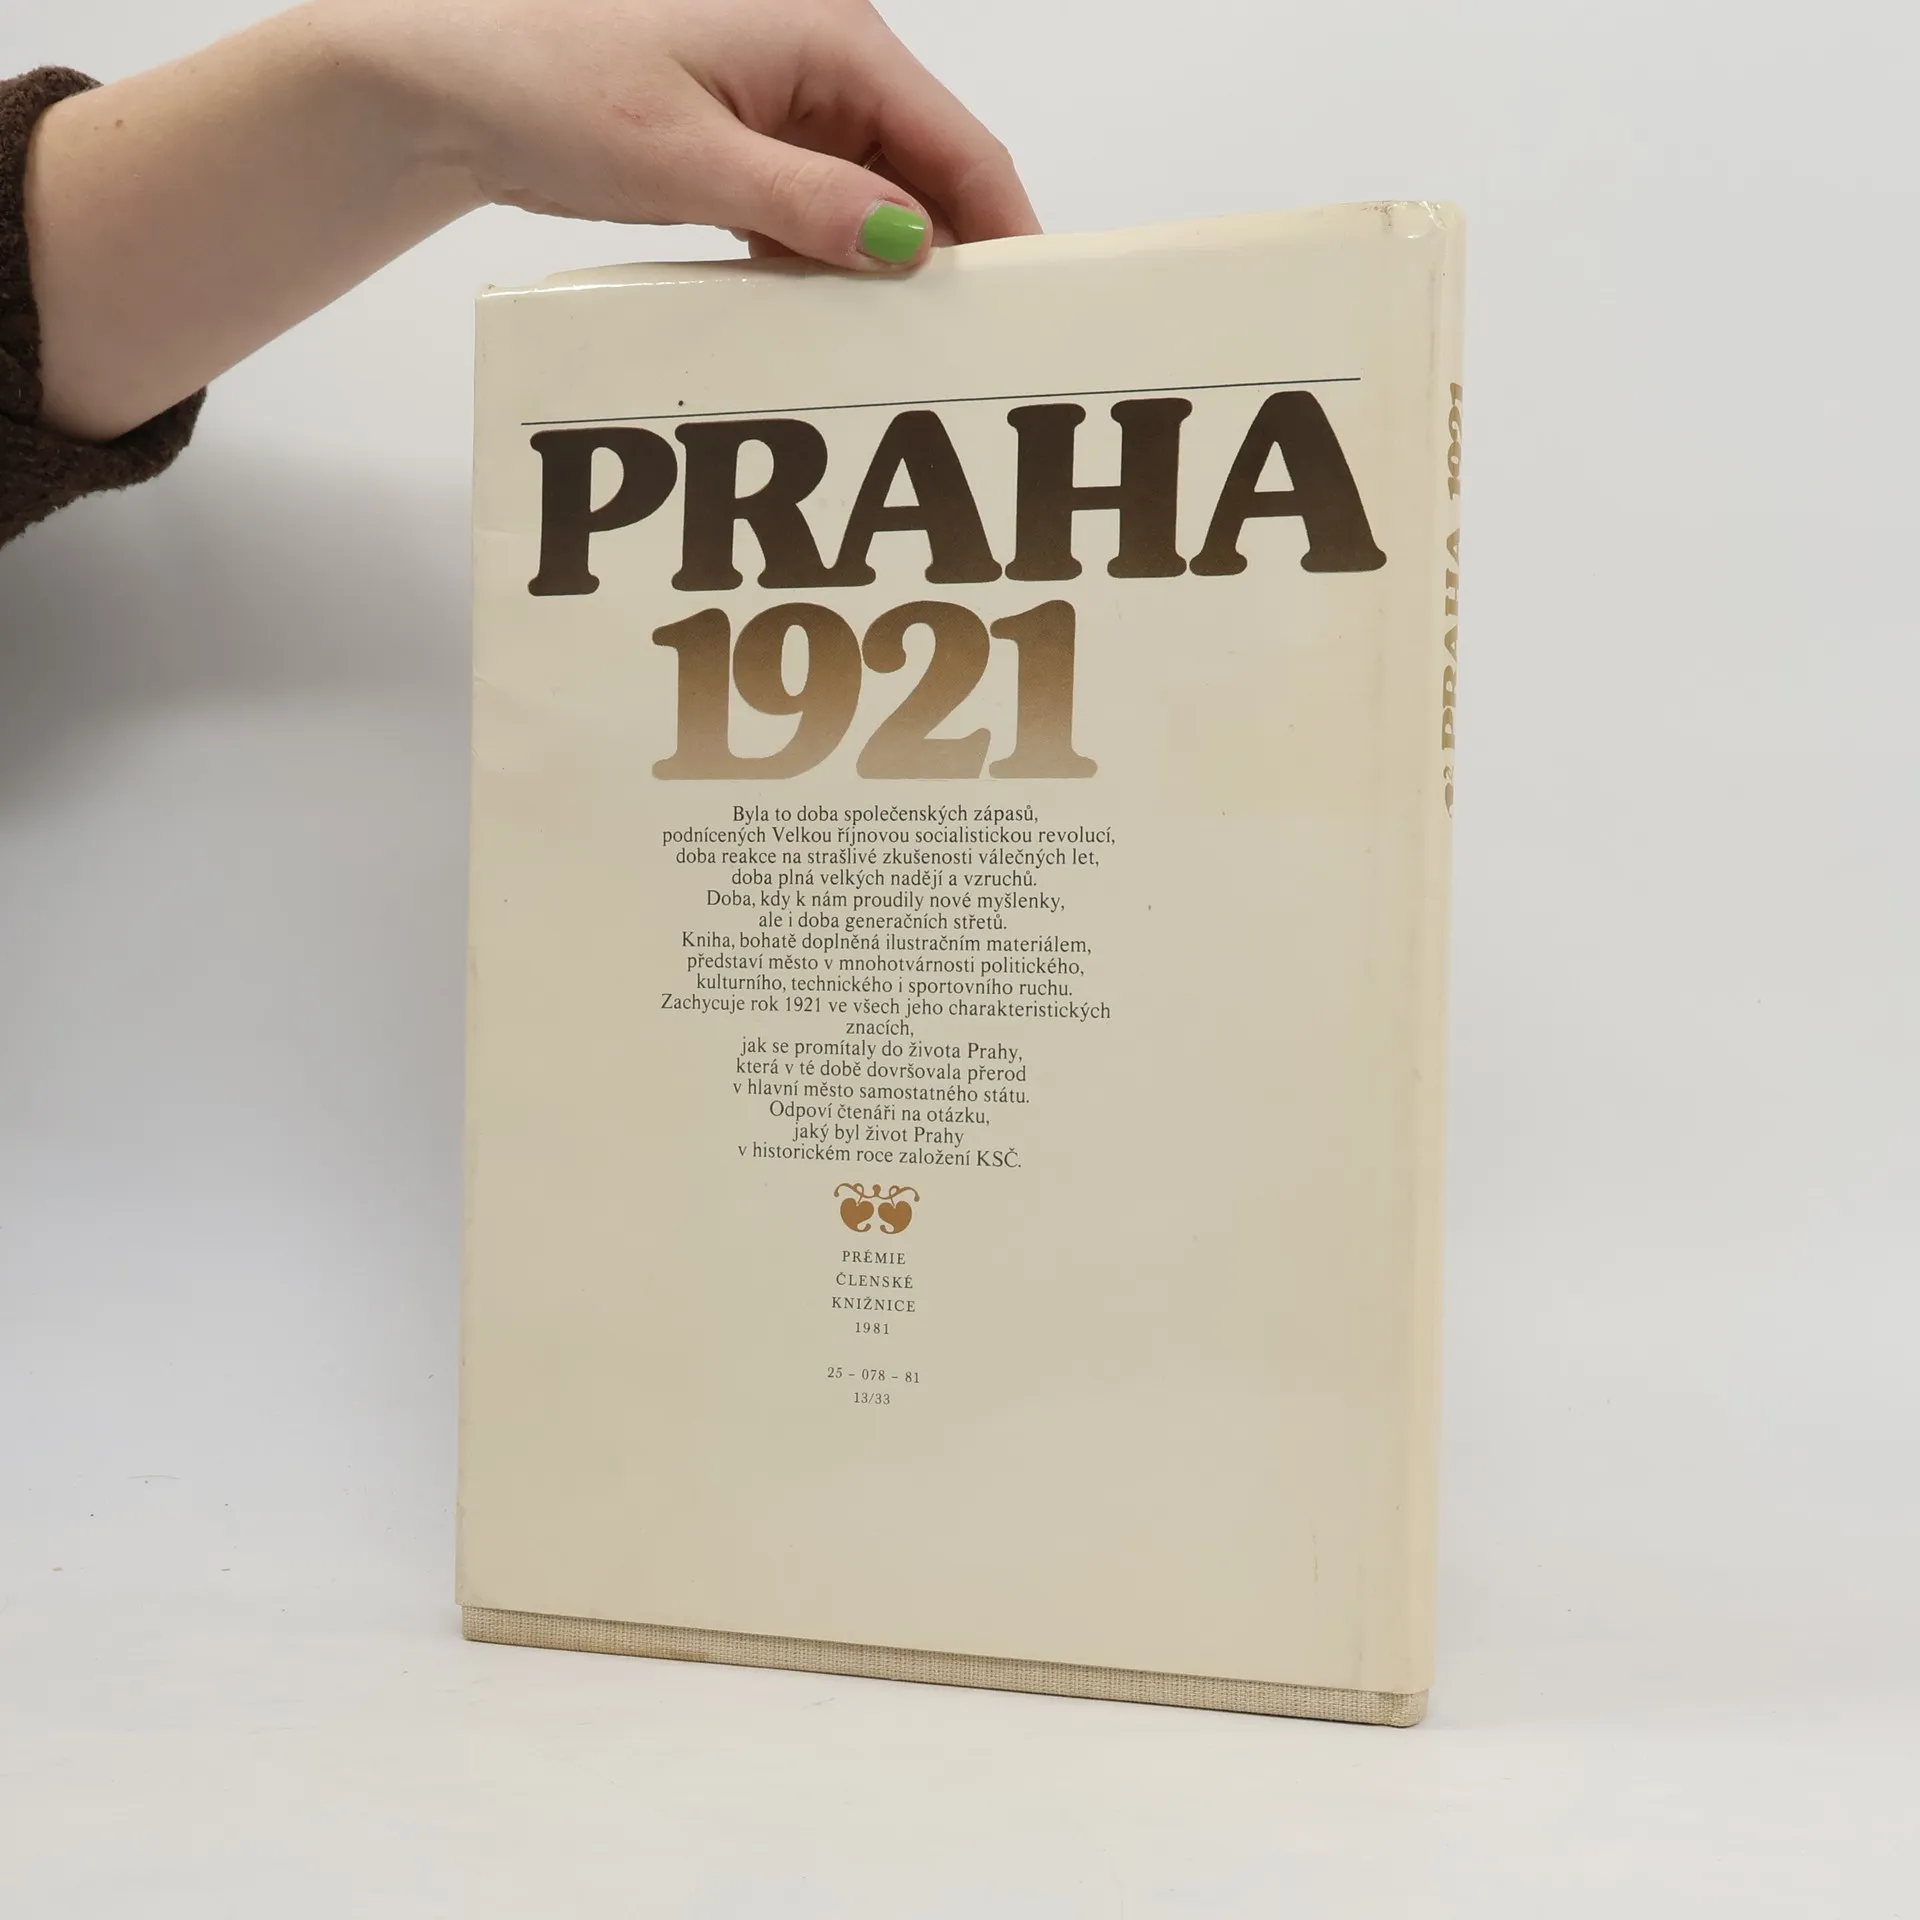 PRAHA
1921
Byla to doba společenských zápasů,
podnícených Velkou říjnovou socialistickou revolucí,
doba reakce na strašlivé zkušenosti válečných let,
doba plná velkých nadějí a vzruchů.
Doba, kdy k nám proudily nové myšlenky,
ale i doba generačních střetů.
Kniha, bohatě doplněná ilustračním materiálem,
představí město v mnohotvárnosti politického,
kulturního, technického i sportovního ruchu.
Zachycuje rok 1921 ve všech jeho charakteristických
znacích,
jak se promítaly do života Prahy,
která v té době dovršovala přerod
v hlavní město samostatného státu.
Odpoví čtenáři na otázku,
jaký byl život Prahy
v historickém roce založení KSČ.
PRÉMIE
ČLENSKÉ
KNIŽNICE
1981
25 – 078 – 81
13/33
PRAHA 1921